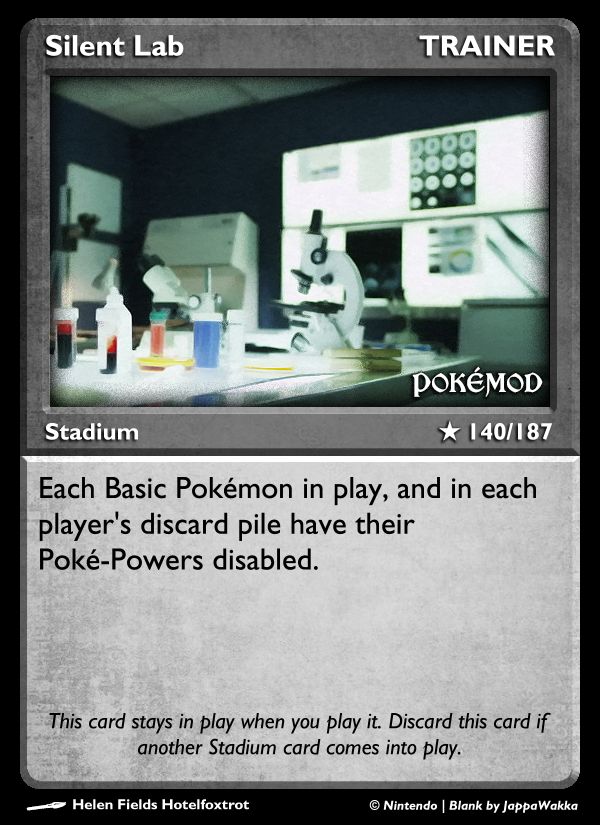 Silent Lab TRAINER
POKÉMOD
Stadium ★ 140/187
Each Basic Pokémon in play, and in each
player's discard pile have their
Poké-Powers disabled.
This card stays in play when you play it. Discard this card if
another Stadium card comes into play.
Helen Fields Hotelfoxtrot © Nintendo | Blank by JappaWakka